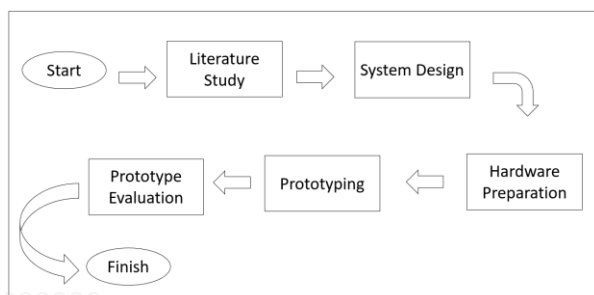 Start
Literature
Study
System Design
Hardware
Preparation
Prototyping
Prototype
Evaluation
Finish